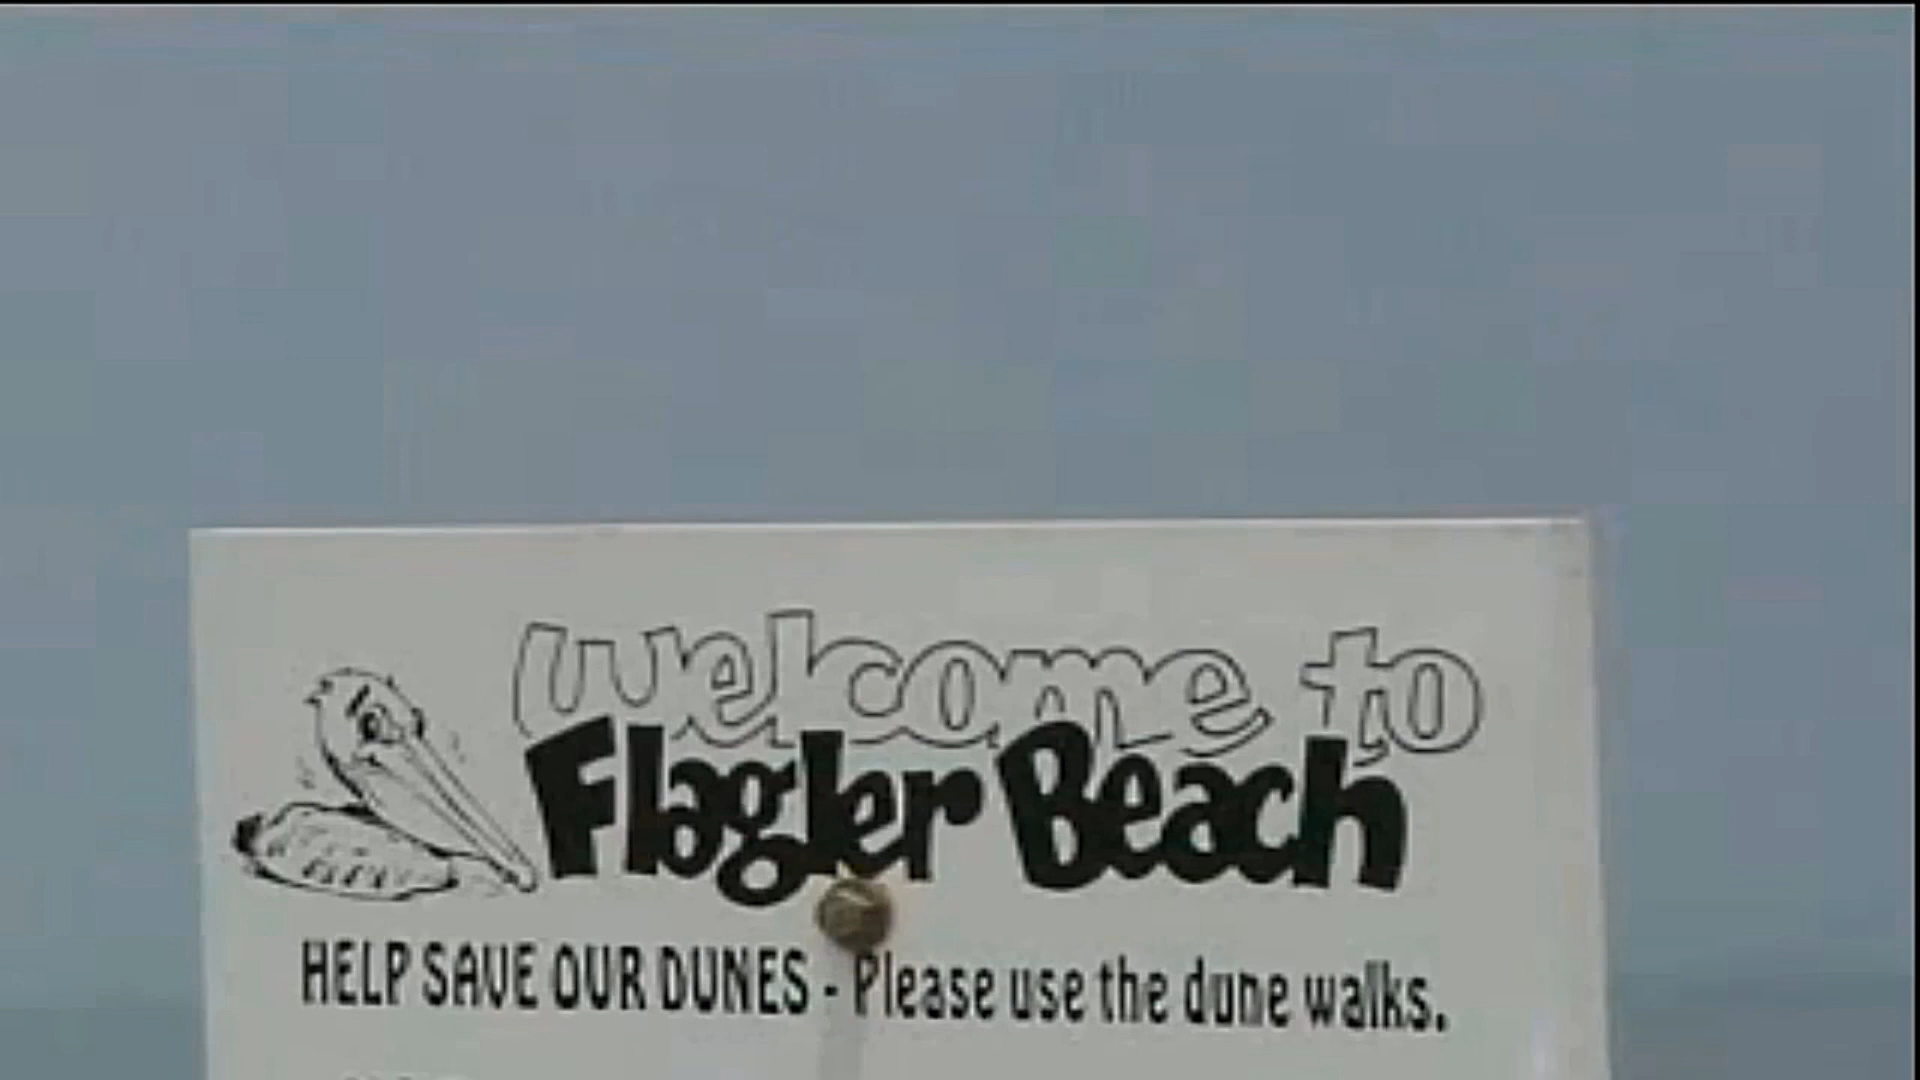 welcome to
Flagler Beach
HELP SAVE OUR DUNES - Please use the dune walks.